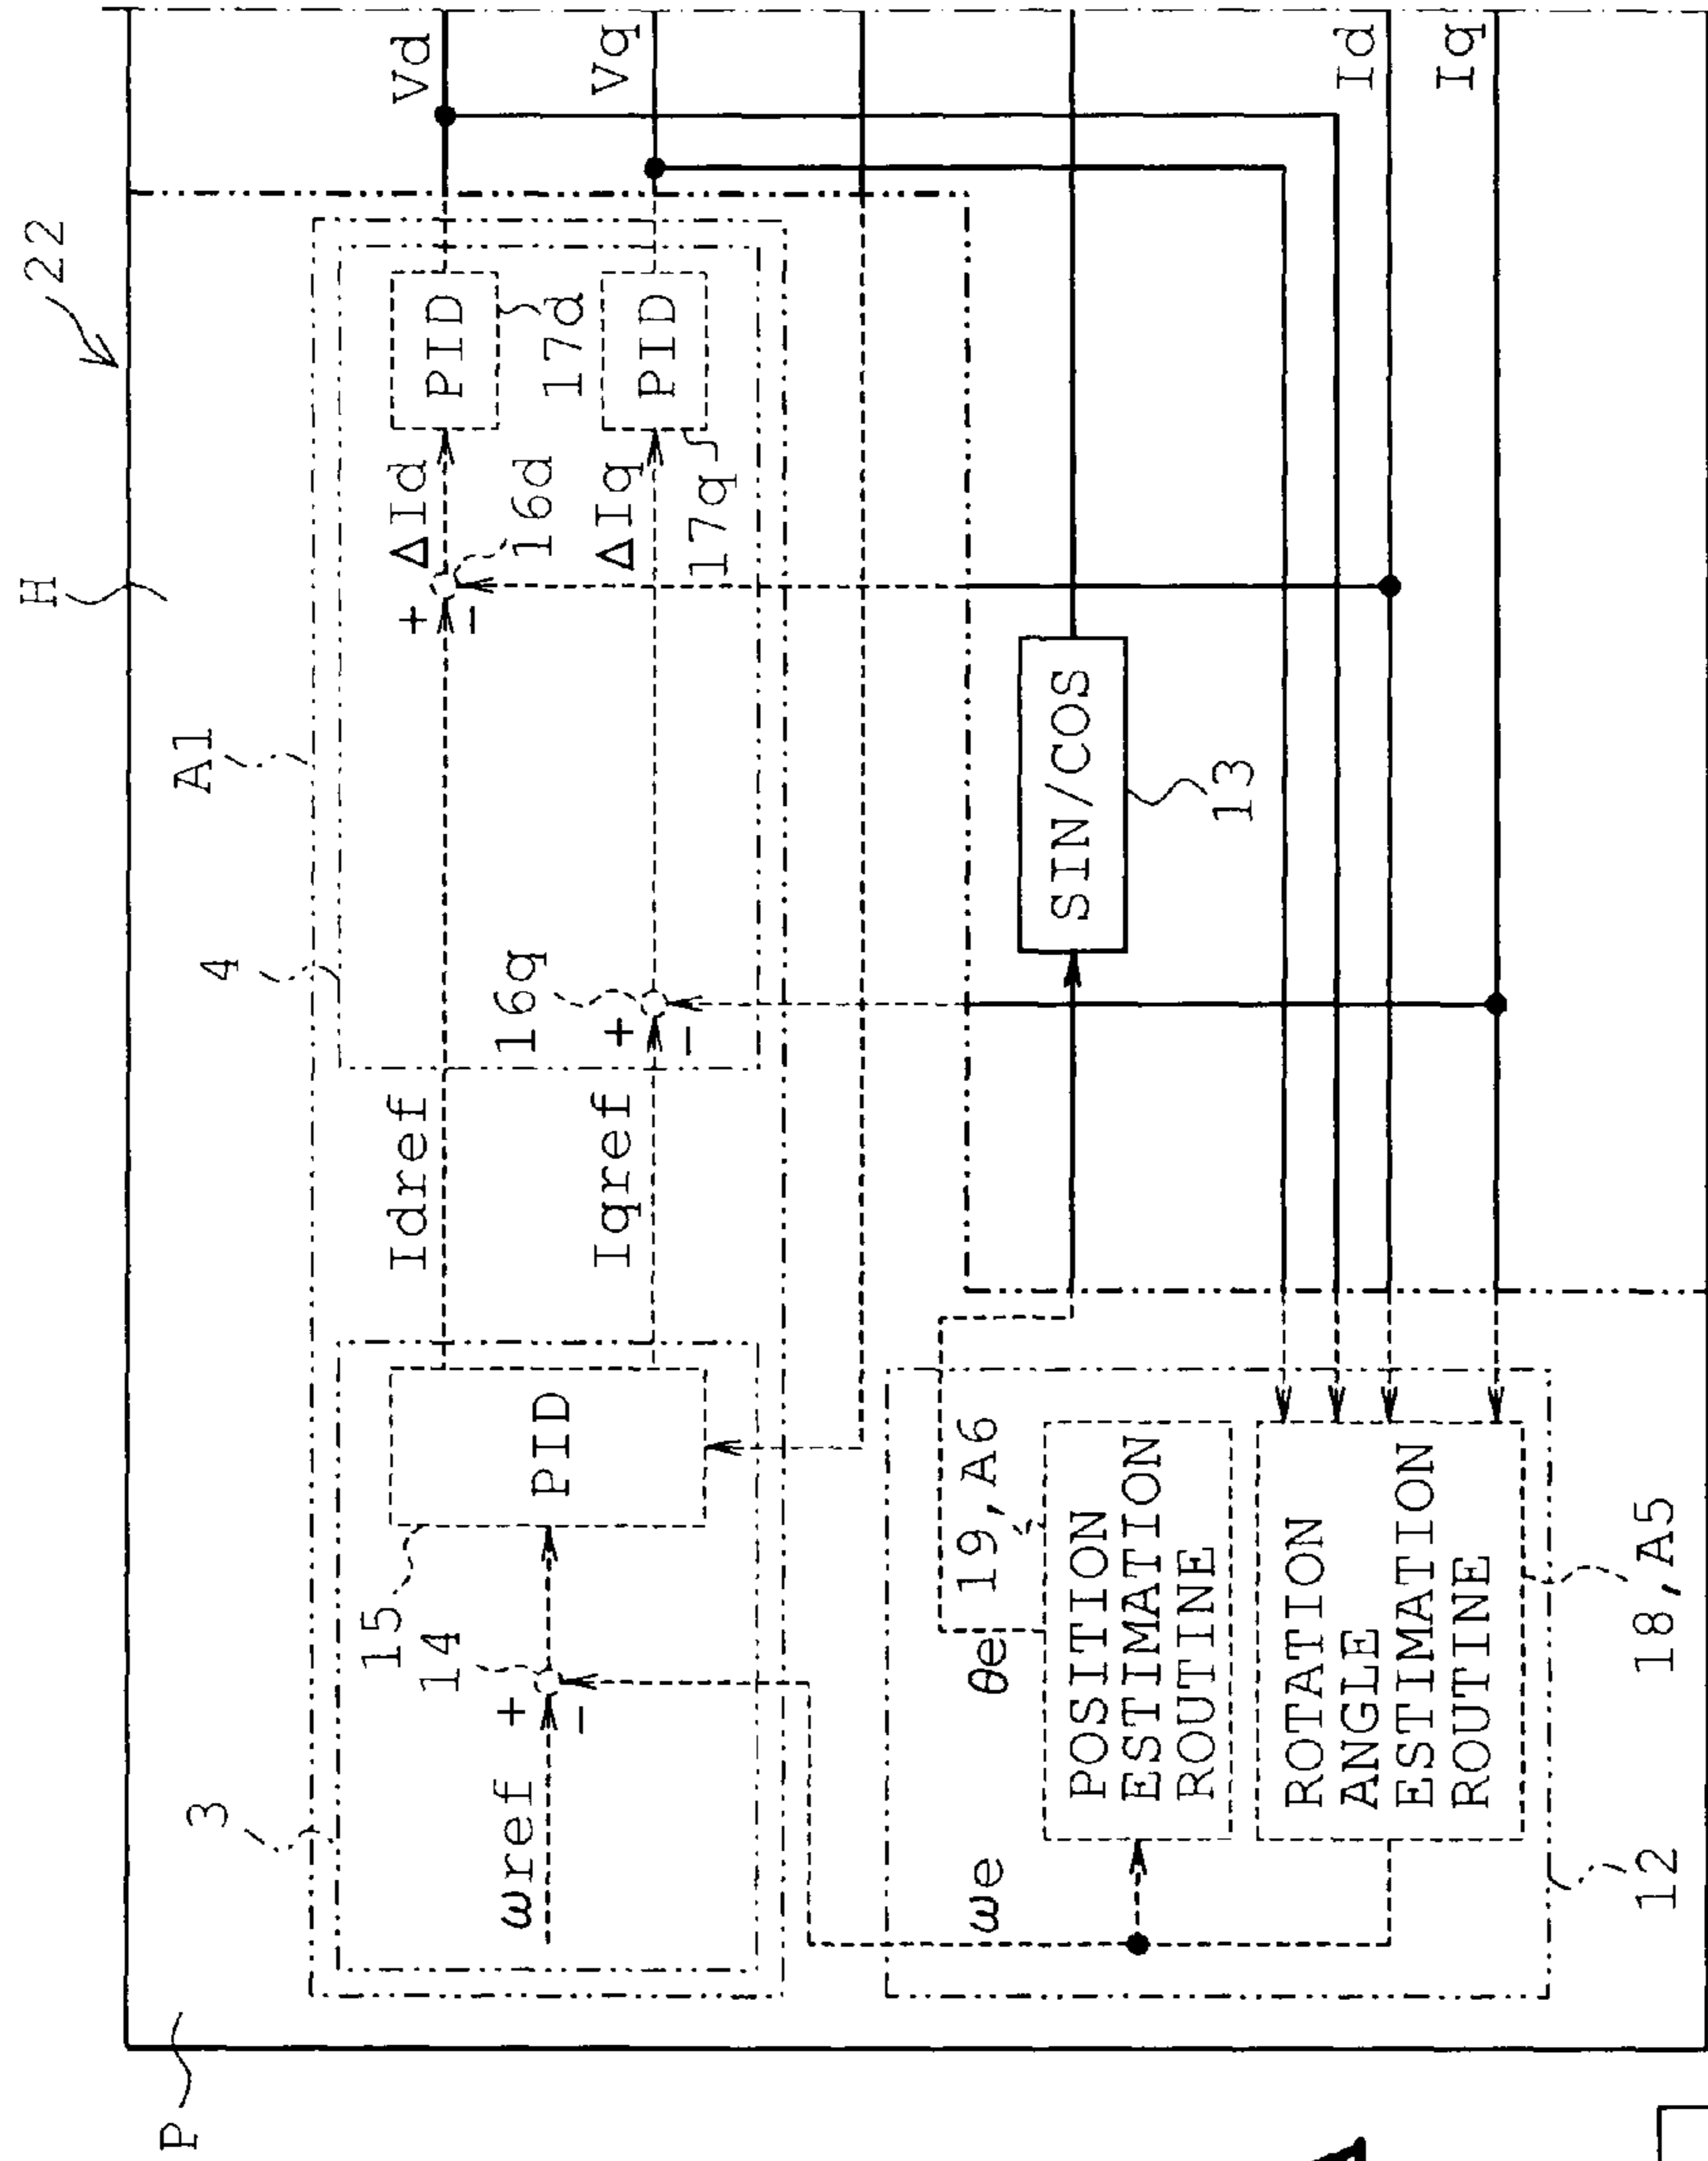 22
H
P
A1
4
3
Vd
Vq
Id
Iq
PID
17d
PID
17q
ΔId
16d
ΔIq
+
−
16q
+
−
Idref
Iqref
PID
15
14
+
−
ωref
SIN/COS
13
θe
19,A6
POSITION
ESTIMATION
ROUTINE
ωe
ROTATION
ANGLE
ESTIMATION
ROUTINE
18,A5
12